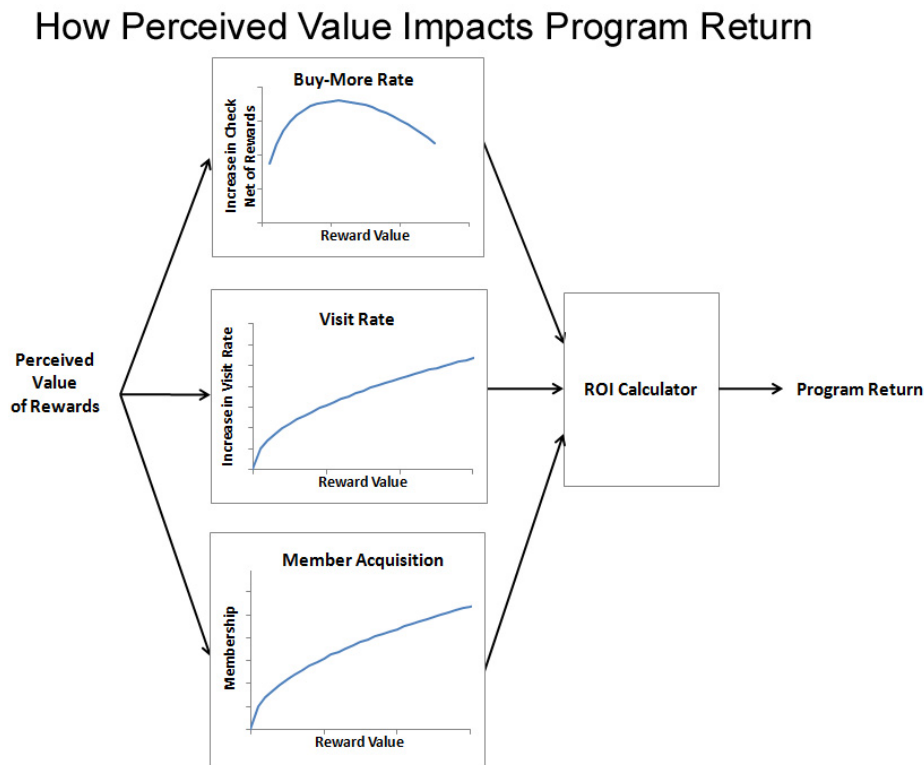 How Perceived Value Impacts Program Return
Buy-More Rate
Increase in Check
Net of Rewards
Reward Value
Perceived
Value
of Rewards
Visit Rate
Increase in Visit Rate
Reward Value
Member Acquisition
Membership
Reward Value
ROI Calculator
Program Return